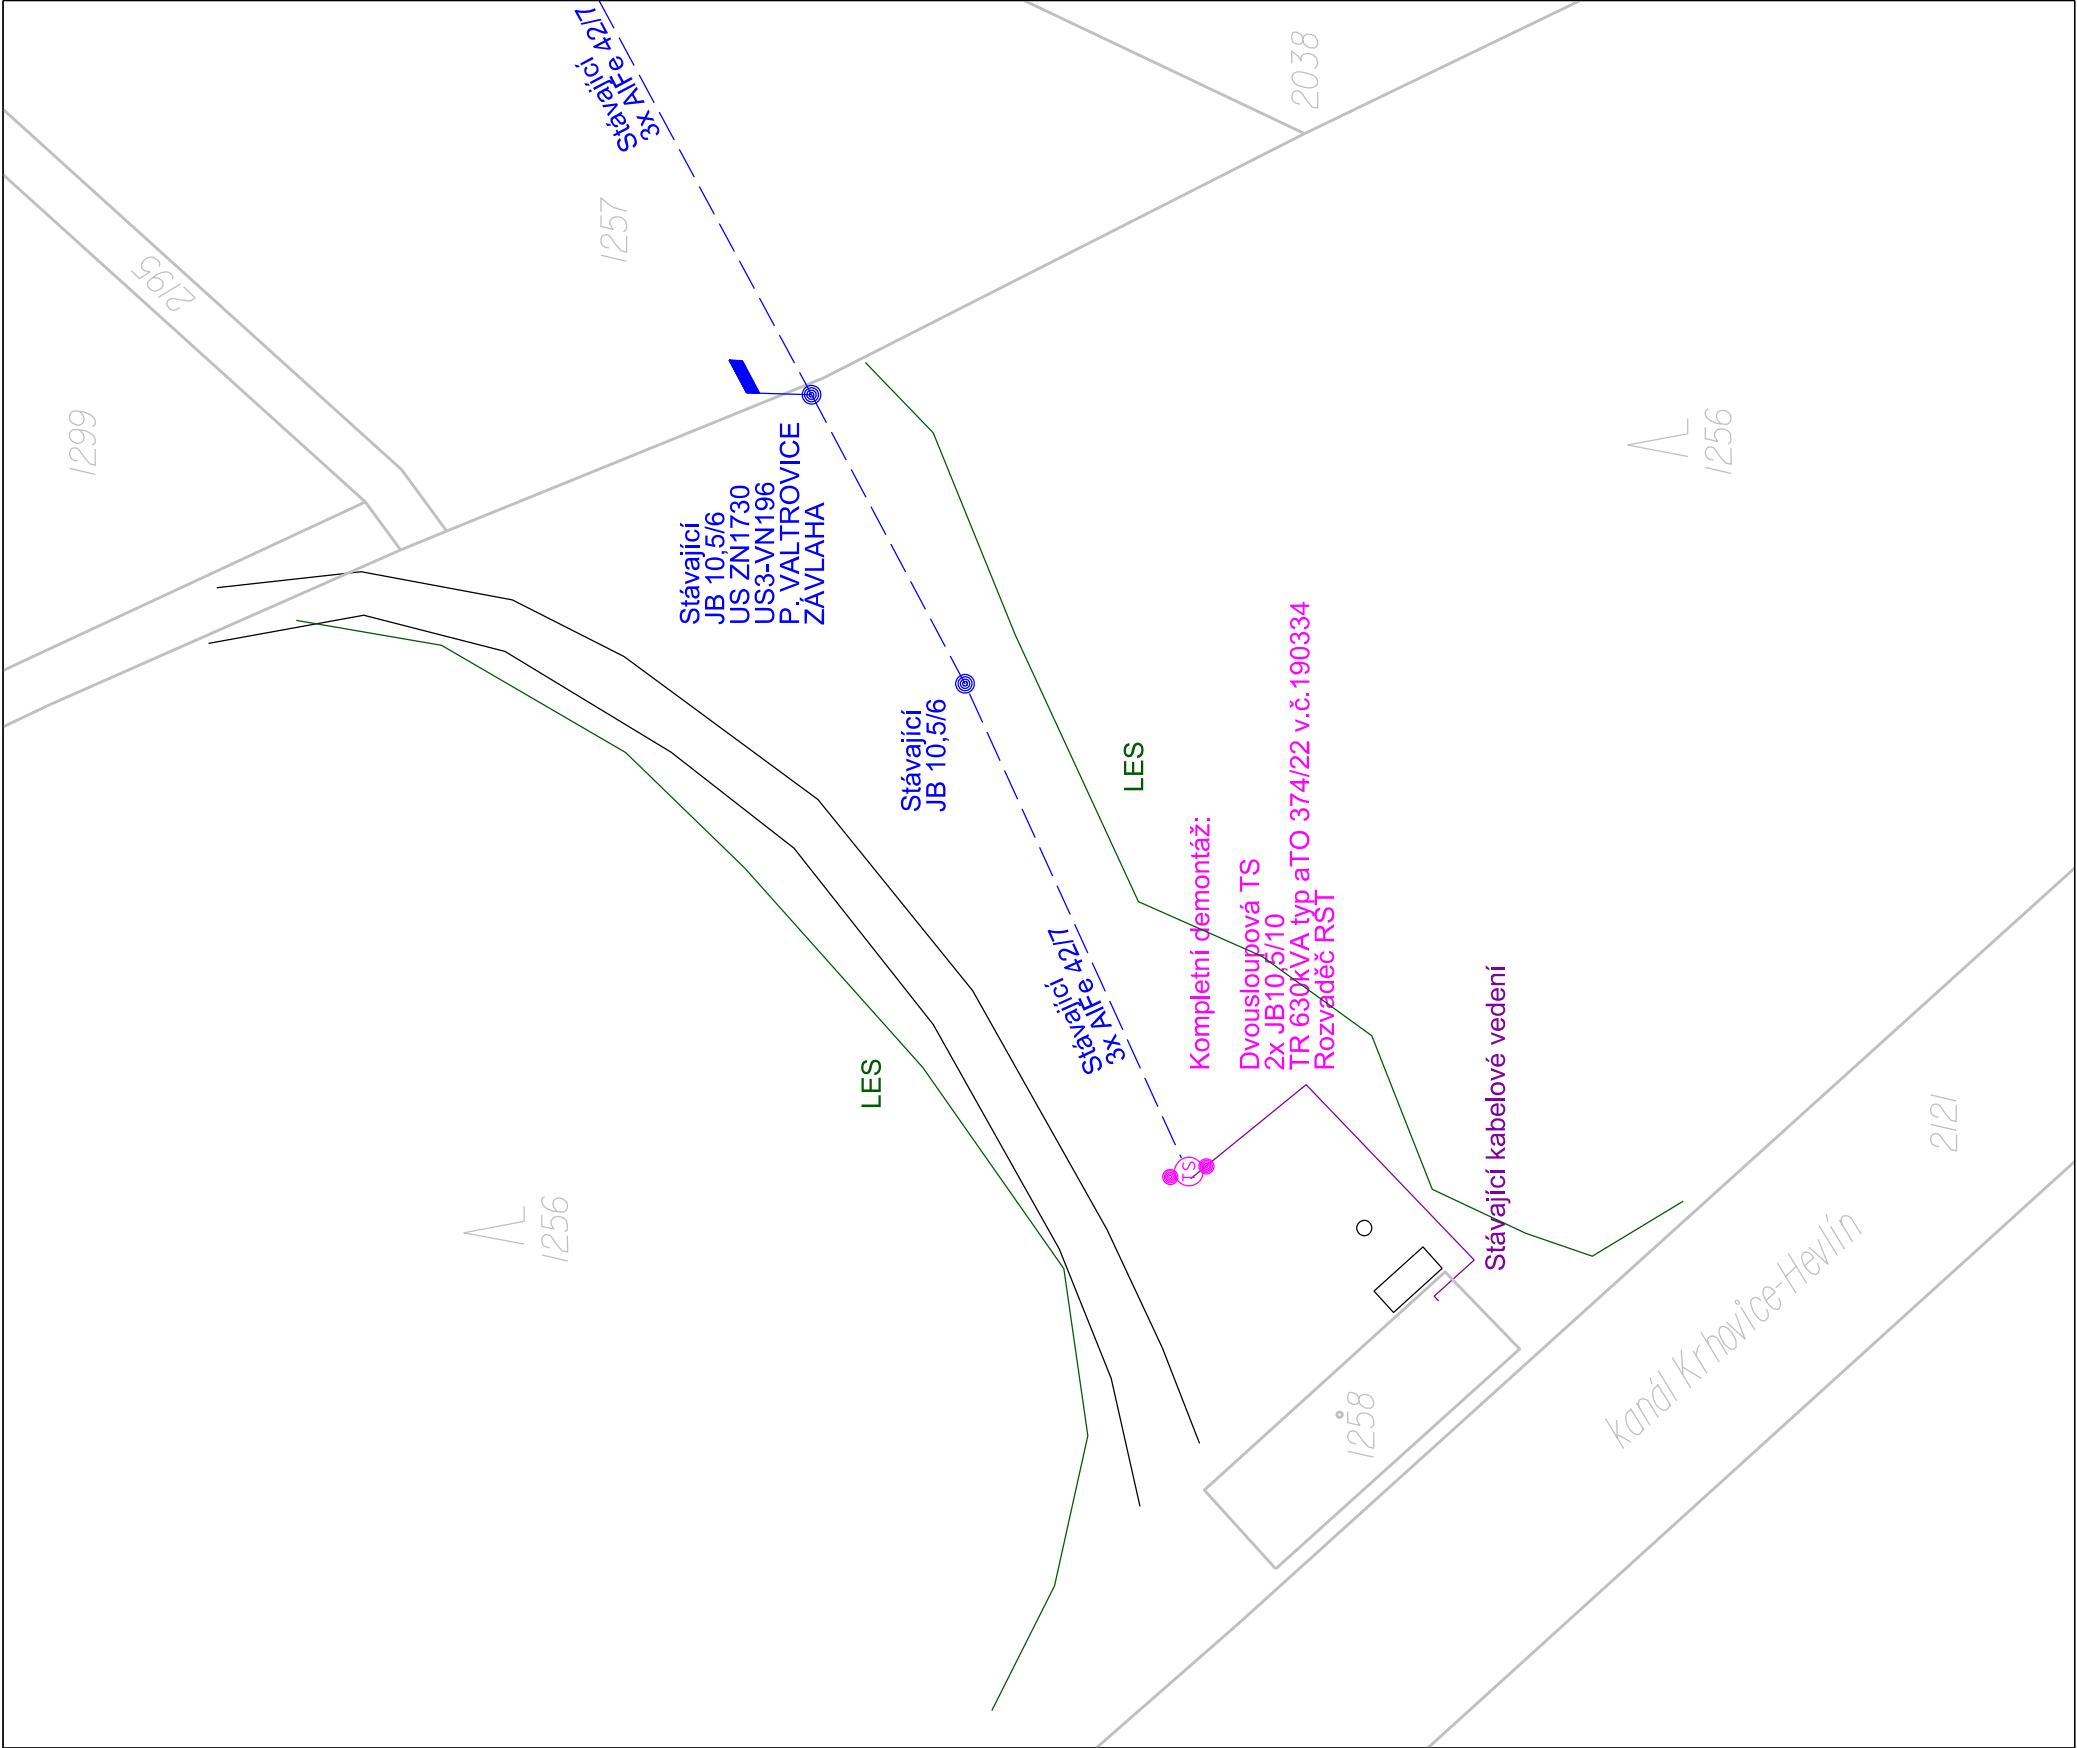 Stávající
3x AlFe 42/7
1299
2195
1257
2038
Stávající
JB 10,5/6
US ZN1730
US3-VN196
P. VALTROVICE
ZÁVLAHA
Stávající
JB 10,5/6
1256
LES
Stávající
3x AlFe 42/7
Kompletní demontáž:
Dvousloupová TS
2x JB10,5/10
TR 630kVA typ aTO 374/22 v.č.190334
Rozvaděč RST
TS
LES
1256
Stávající kabelové vedení
1258
kanál Krhovice-Hevlín
2121